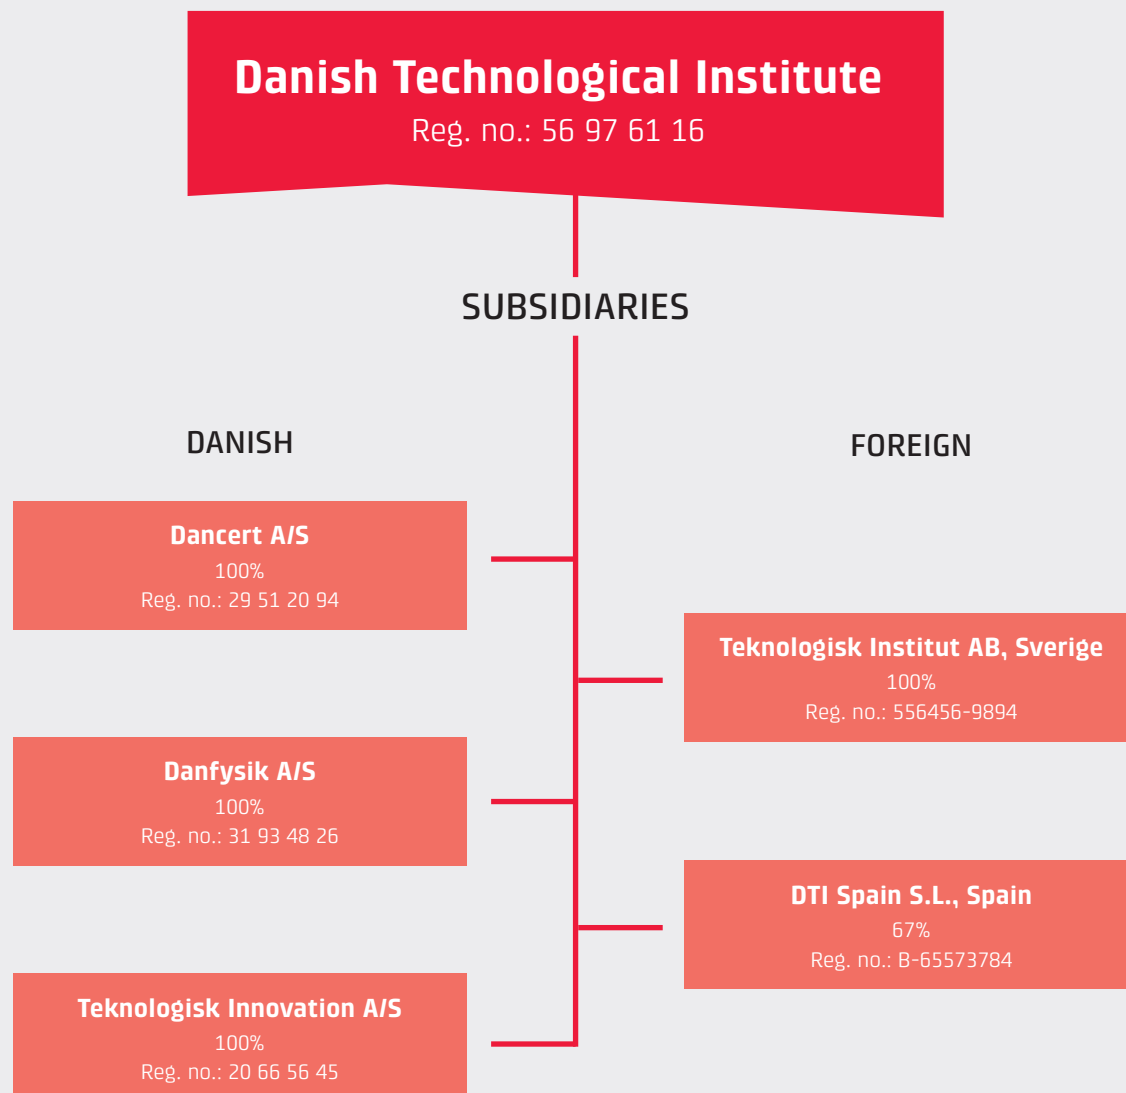 Danish Technological Institute
Reg. no.: 56 97 61 16
SUBSIDIARIES
DANISH
Dancert A/S
100%
Reg. no.: 29 51 20 94
Danfysik A/S
100%
Reg. no.: 31 93 48 26
Teknologisk Innovation A/S
100%
Reg. no.: 20 66 56 45
FOREIGN
Teknologisk Institut AB, Sverige
100%
Reg. no.: 556456-9894
DTI Spain S.L., Spain
67%
Reg. no.: B-65573784